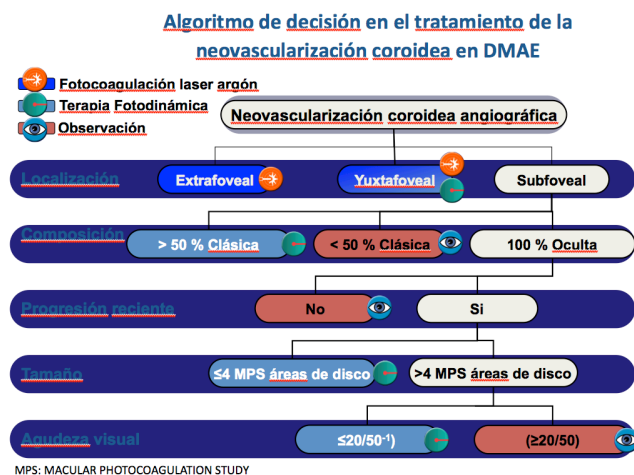 Algoritmo de decisión en el tratamiento de la
neovascularización coroidea en DMAE
Fotocoagulación laser argón
Terapia Fotodinámica
Observación
Neovascularización coroidea angiográfica
Localización
Extrafoveal
Yuxtafoveal
Subfoveal
Composición
> 50 % Clásica
< 50 % Clásica
100 % Oculta
Progresión reciente
No
Si
Tamaño
≤4 MPS áreas de disco
>4 MPS áreas de disco
Agudeza visual
≤20/50⁻¹)
(≥20/50)
MPS: MACULAR PHOTOCOAGULATION STUDY